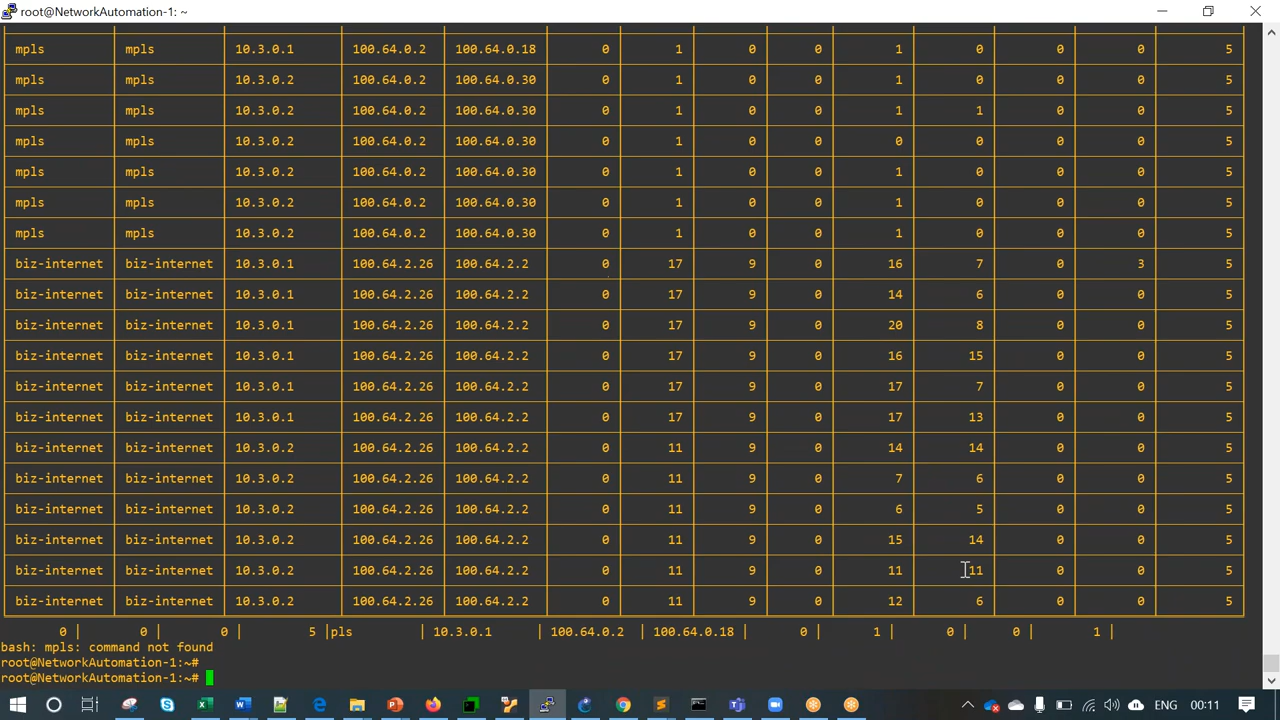 root@NetworkAutomation-1: ~
mpls | mpls | 10.3.0.1 | 100.64.0.2 | 100.64.0.18 | 0 | 1 | 0 | 0 | 1 | 0 | 0 | 0 | 5
mpls | mpls | 10.3.0.2 | 100.64.0.2 | 100.64.0.30 | 0 | 1 | 0 | 0 | 1 | 0 | 0 | 0 | 5
mpls | mpls | 10.3.0.2 | 100.64.0.2 | 100.64.0.30 | 0 | 1 | 0 | 0 | 1 | 1 | 0 | 0 | 5
mpls | mpls | 10.3.0.2 | 100.64.0.2 | 100.64.0.30 | 0 | 1 | 0 | 0 | 0 | 0 | 0 | 0 | 5
mpls | mpls | 10.3.0.2 | 100.64.0.2 | 100.64.0.30 | 0 | 1 | 0 | 0 | 1 | 0 | 0 | 0 | 5
mpls | mpls | 10.3.0.2 | 100.64.0.2 | 100.64.0.30 | 0 | 1 | 0 | 0 | 1 | 0 | 0 | 0 | 5
mpls | mpls | 10.3.0.2 | 100.64.0.2 | 100.64.0.30 | 0 | 1 | 0 | 0 | 1 | 0 | 0 | 0 | 5
biz-internet | biz-internet | 10.3.0.1 | 100.64.2.26 | 100.64.2.2 | 0 | 17 | 9 | 0 | 16 | 7 | 0 | 3 | 5
biz-internet | biz-internet | 10.3.0.1 | 100.64.2.26 | 100.64.2.2 | 0 | 17 | 9 | 0 | 14 | 6 | 0 | 0 | 5
biz-internet | biz-internet | 10.3.0.1 | 100.64.2.26 | 100.64.2.2 | 0 | 17 | 9 | 0 | 20 | 8 | 0 | 0 | 5
biz-internet | biz-internet | 10.3.0.1 | 100.64.2.26 | 100.64.2.2 | 0 | 17 | 9 | 0 | 16 | 15 | 0 | 0 | 5
biz-internet | biz-internet | 10.3.0.1 | 100.64.2.26 | 100.64.2.2 | 0 | 17 | 9 | 0 | 17 | 7 | 0 | 0 | 5
biz-internet | biz-internet | 10.3.0.1 | 100.64.2.26 | 100.64.2.2 | 0 | 17 | 9 | 0 | 17 | 13 | 0 | 0 | 5
biz-internet | biz-internet | 10.3.0.2 | 100.64.2.26 | 100.64.2.2 | 0 | 11 | 9 | 0 | 14 | 14 | 0 | 0 | 5
biz-internet | biz-internet | 10.3.0.2 | 100.64.2.26 | 100.64.2.2 | 0 | 11 | 9 | 0 | 7 | 6 | 0 | 0 | 5
biz-internet | biz-internet | 10.3.0.2 | 100.64.2.26 | 100.64.2.2 | 0 | 11 | 9 | 0 | 6 | 5 | 0 | 0 | 5
biz-internet | biz-internet | 10.3.0.2 | 100.64.2.26 | 100.64.2.2 | 0 | 11 | 9 | 0 | 15 | 14 | 0 | 0 | 5
biz-internet | biz-internet | 10.3.0.2 | 100.64.2.26 | 100.64.2.2 | 0 | 11 | 9 | 0 | 11 | 11 | 0 | 0 | 5
biz-internet | biz-internet | 10.3.0.2 | 100.64.2.26 | 100.64.2.2 | 0 | 11 | 9 | 0 | 12 | 6 | 0 | 0 | 5
0 | 0 | 0 | 5 |pls | 10.3.0.1 | 100.64.0.2 | 100.64.0.18 | 0 | 1 | 0 | 0 | 1 |
bash: mpls: command not found
root@NetworkAutomation-1:~#
root@NetworkAutomation-1:~#
ENG 00:11